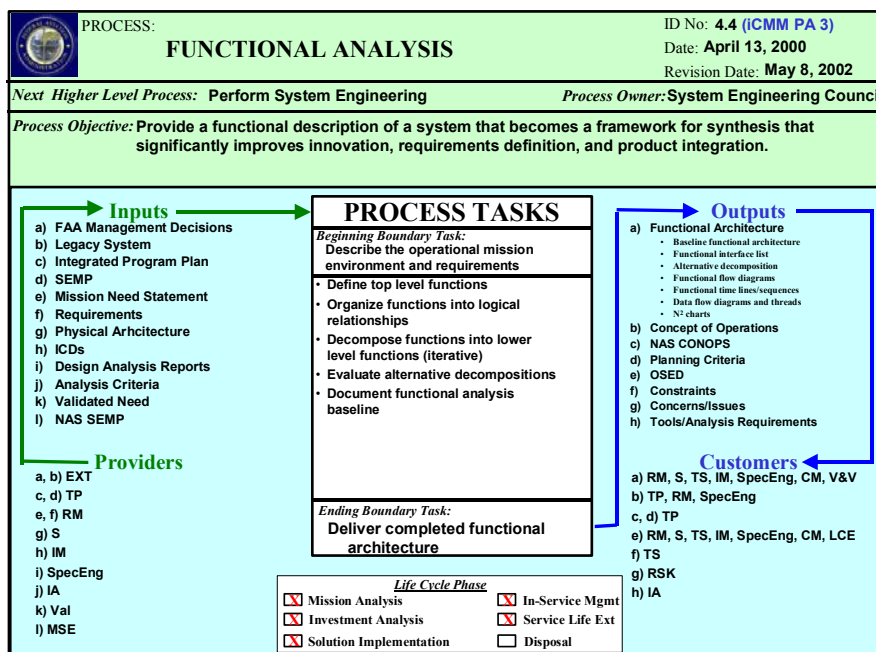 PROCESS:
FUNCTIONAL ANALYSIS
ID No: 4.4 (iCMM PA 3)
Date: April 13, 2000
Revision Date: May 8, 2002
Next Higher Level Process: Perform System Engineering
Process Owner:System Engineering Counci
Process Objective: Provide a functional description of a system that becomes a framework for synthesis that
significantly improves innovation, requirements definition, and product integration.
Inputs
a) FAA Management Decisions
b) Legacy System
c) Integrated Program Plan
d) SEMP
e) Mission Need Statement
f) Requirements
g) Physical Arhcitecture
h) ICDs
i) Design Analysis Reports
j) Analysis Criteria
k) Validated Need
l) NAS SEMP
Providers
a, b) EXT
c, d) TP
e, f) RM
g) S
h) IM
i) SpecEng
j) IA
k) Val
l) MSE
PROCESS TASKS
Beginning Boundary Task:
Describe the operational mission
environment and requirements
• Define top level functions
• Organize functions into logical
relationships
• Decompose functions into lower
level functions (iterative)
• Evaluate alternative decompositions
• Document functional analysis
baseline
Ending Boundary Task:
Deliver completed functional
architecture
Outputs
a) Functional Architecture
• Baseline functional architecture
• Functional interface list
• Alternative decomposition
• Functional flow diagrams
• Functional time lines/sequences
• Data flow diagrams and threads
• N² charts
b) Concept of Operations
c) NAS CONOPS
d) Planning Criteria
e) OSED
f) Constraints
g) Concerns/Issues
h) Tools/Analysis Requirements
Customers
a) RM, S, TS, IM, SpecEng, CM, V&V
b) TP, RM, SpecEng
c, d) TP
e) RM, S, TS, IM, SpecEng, CM, LCE
f) TS
g) RSK
h) IA
Life Cycle Phase
X Mission Analysis
X In-Service Mgmt
X Investment Analysis
X Service Life Ext
X Solution Implementation
Disposal